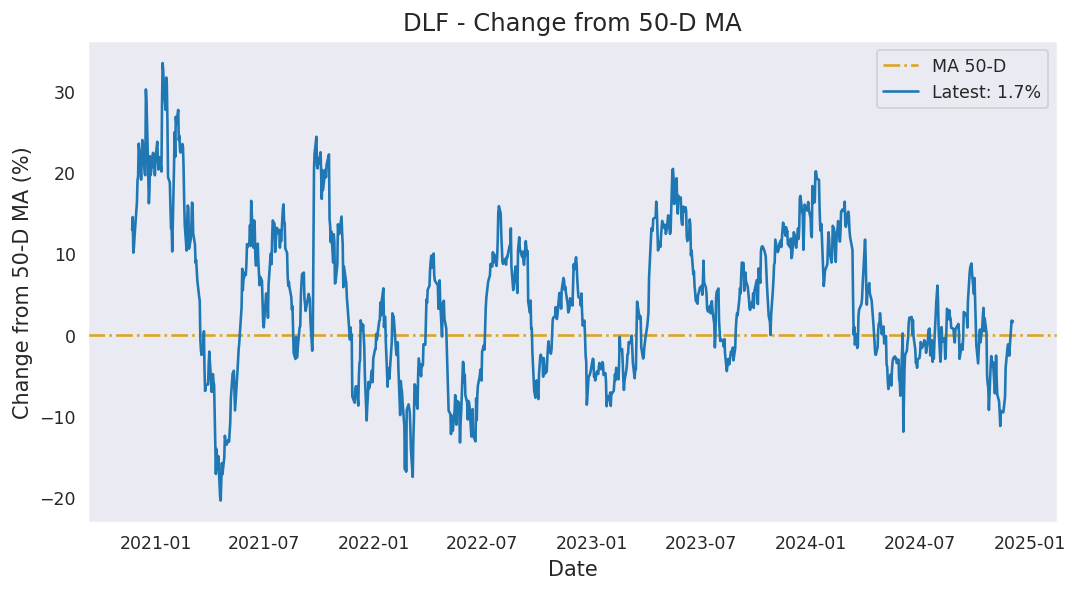 DLF - Change from 50-D MA
MA 50-D
Latest: 1.7%
Change from 50-D MA (%)
30
20
10
0
−10
−20
2021-01 2021-07 2022-01 2022-07 2023-01 2023-07 2024-01 2024-07 2025-01
Date